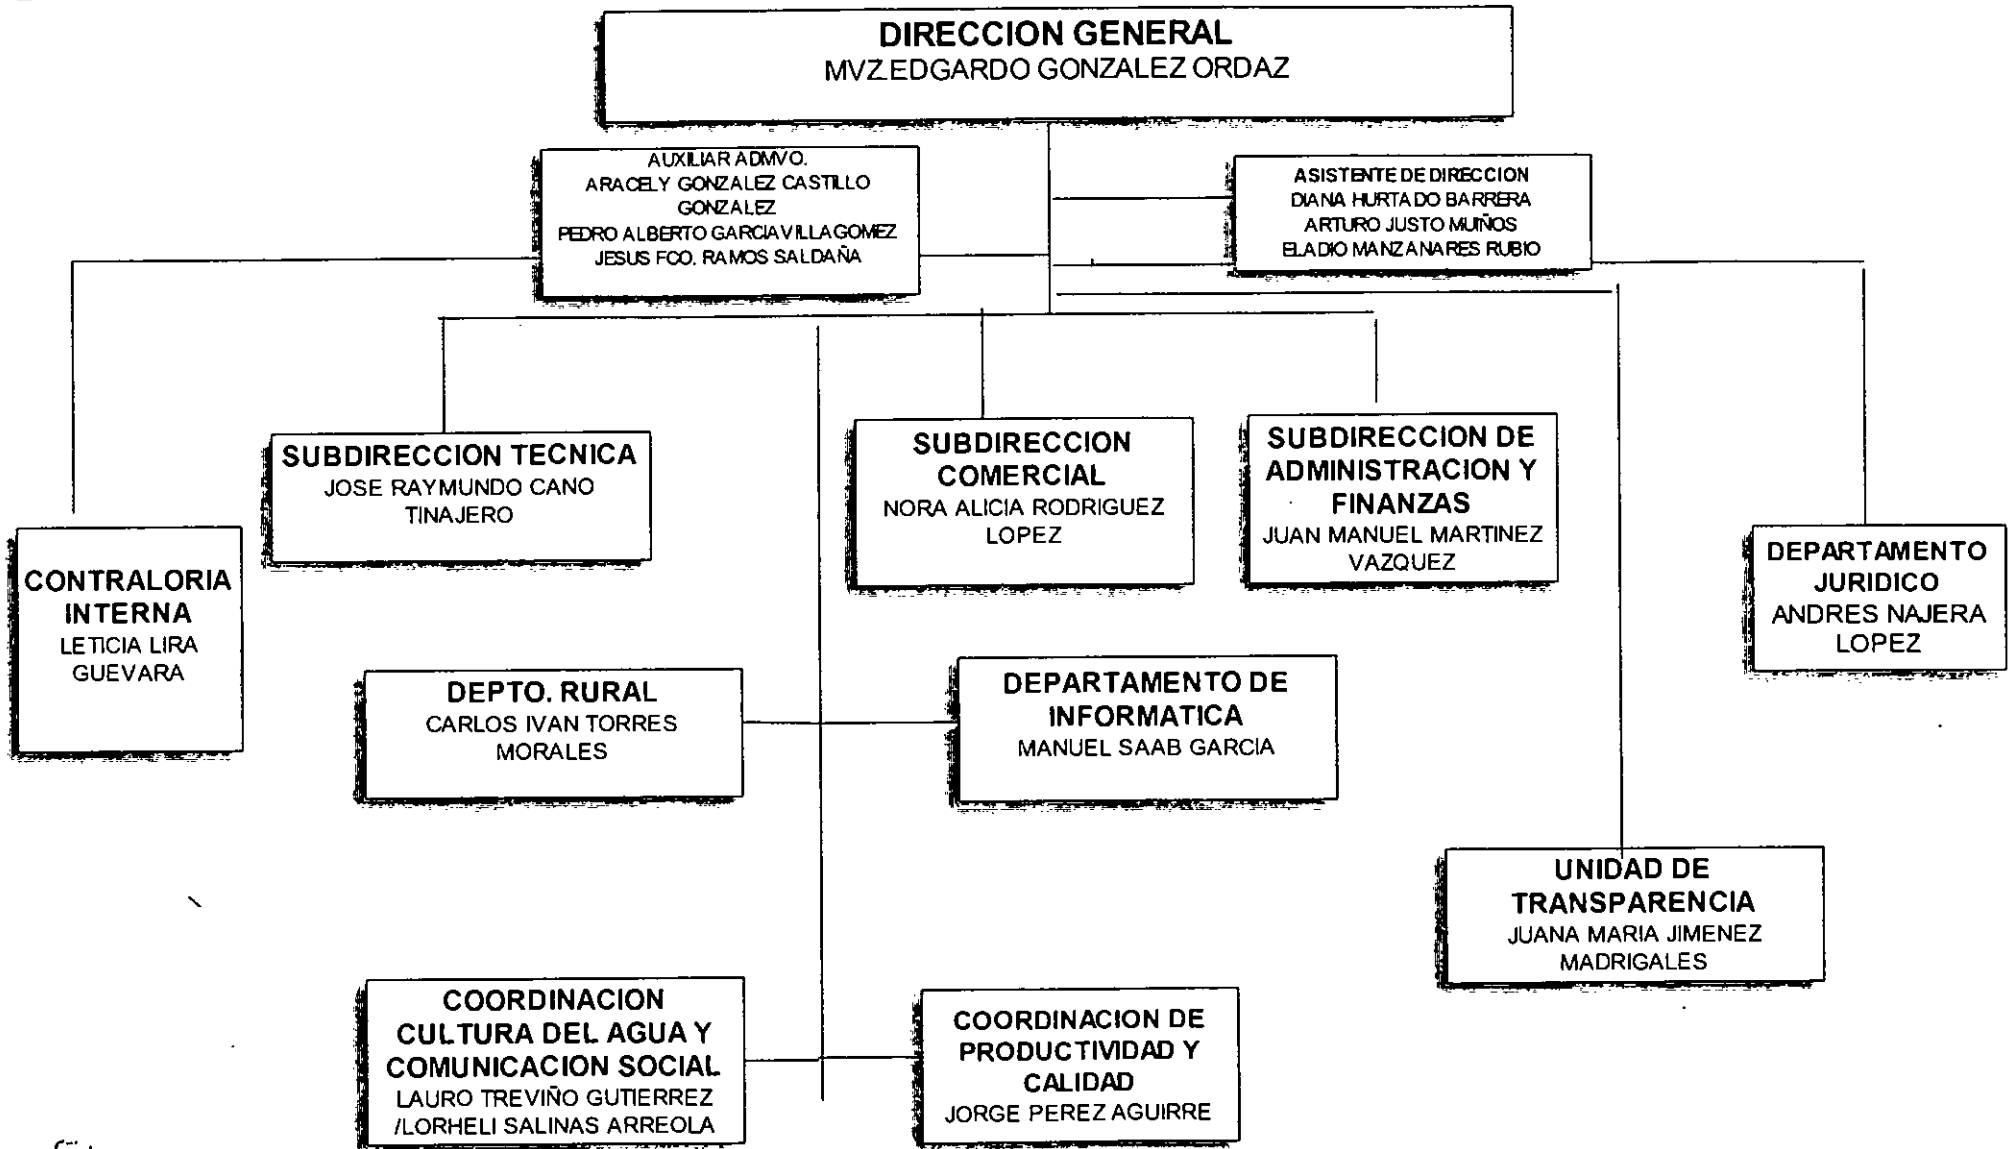 DIRECCION GENERAL
MVZ.EDGARDO GONZALEZ ORDAZ
AUXILIAR ADMVO.
ARACELY GONZALEZ CASTILLO
GONZALEZ
PEDRO ALBERTO GARCIA VILLAGOMEZ
JESUS FCO. RAMOS SALDAÑA
ASISTENTE DE DIRECCION
DIANA HURTADO BARRERA
ARTURO JUSTO MUIÑOS
ELADIO MANZANARES RUBIO
SUBDIRECCION TECNICA
JOSE RAYMUNDO CANO
TINAJERO
SUBDIRECCION
COMERCIAL
NORA ALICIA RODRIGUEZ
LOPEZ
SUBDIRECCION DE
ADMINISTRACION Y
FINANZAS
JUAN MANUEL MARTINEZ
VAZQUEZ
CONTRALORIA
INTERNA
LETICIA LIRA
GUEVARA
DEPARTAMENTO
JURIDICO
ANDRES NAJERA
LOPEZ
DEPTO. RURAL
CARLOS IVAN TORRES
MORALES
DEPARTAMENTO DE
INFORMATICA
MANUEL SAAB GARCIA
UNIDAD DE
TRANSPARENCIA
JUANA MARIA JIMENEZ
MADRIGALES
COORDINACION
CULTURA DEL AGUA Y
COMUNICACION SOCIAL
LAURO TREVIÑO GUTIERREZ
/LORHELI SALINAS ARREOLA
COORDINACION DE
PRODUCTIVIDAD Y
CALIDAD
JORGE PEREZ AGUIRRE